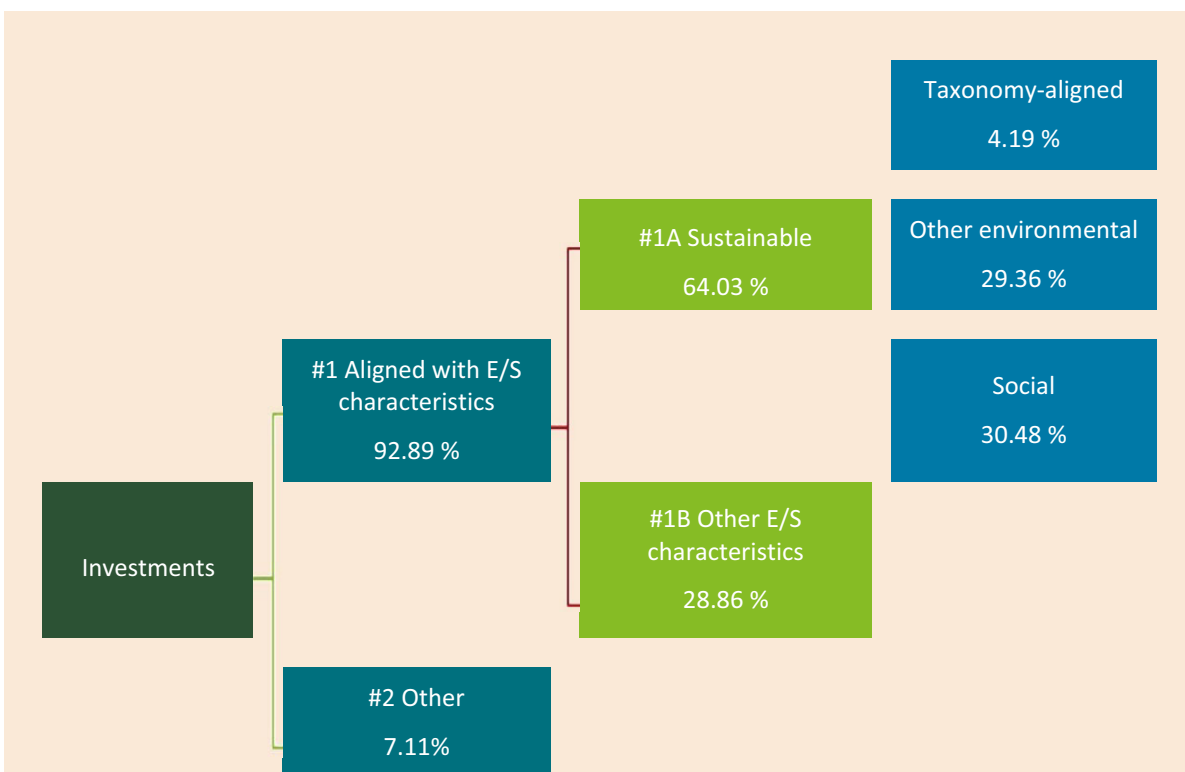 Taxonomy-aligned
4.19 %
#1A Sustainable
64.03 %
Other environmental
29.36 %
#1 Aligned with E/S
characteristics
92.89 %
Social
30.48 %
Investments
#1B Other E/S
characteristics
28.86 %
#2 Other
7.11%